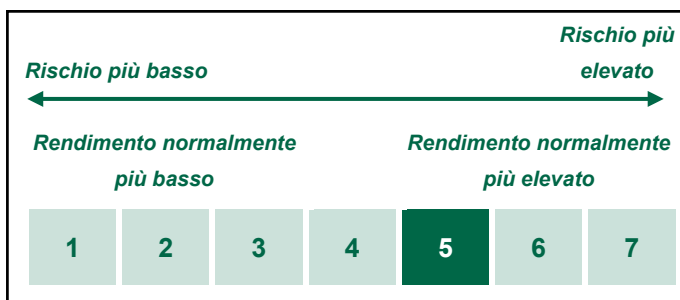 Rischio più
Rischio più basso
elevato
Rendimento normalmente
più basso
Rendimento normalmente
più elevato
1 2 3 4 5 6 7